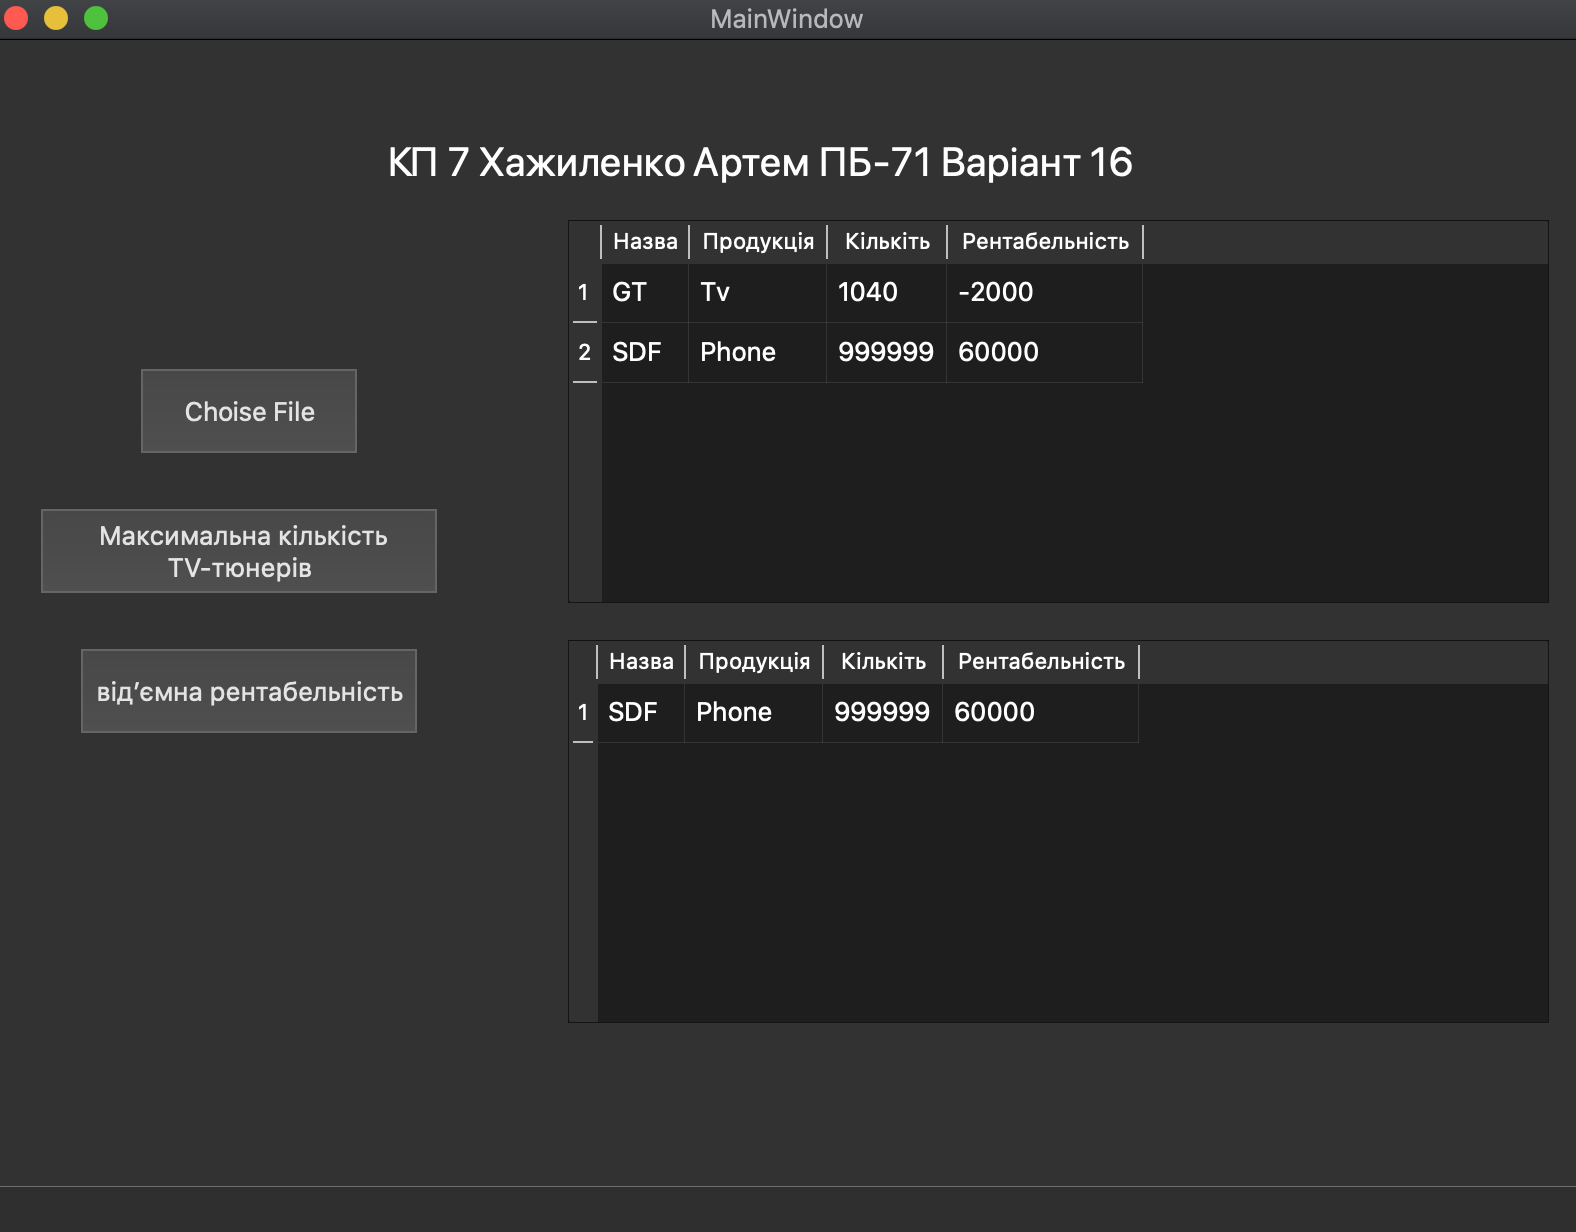 MainWindow
КП 7 Хажиленко Артем ПБ-71 Варіант 16
Назва Продукція Кількіть Рентабельність
1 GT Tv 1040 -2000
2 SDF Phone 999999 60000
Choise File
Максимальна кількість
TV-тюнерів
від'ємна рентабельність
Назва Продукція Кількіть Рентабельність
1 SDF Phone 999999 60000